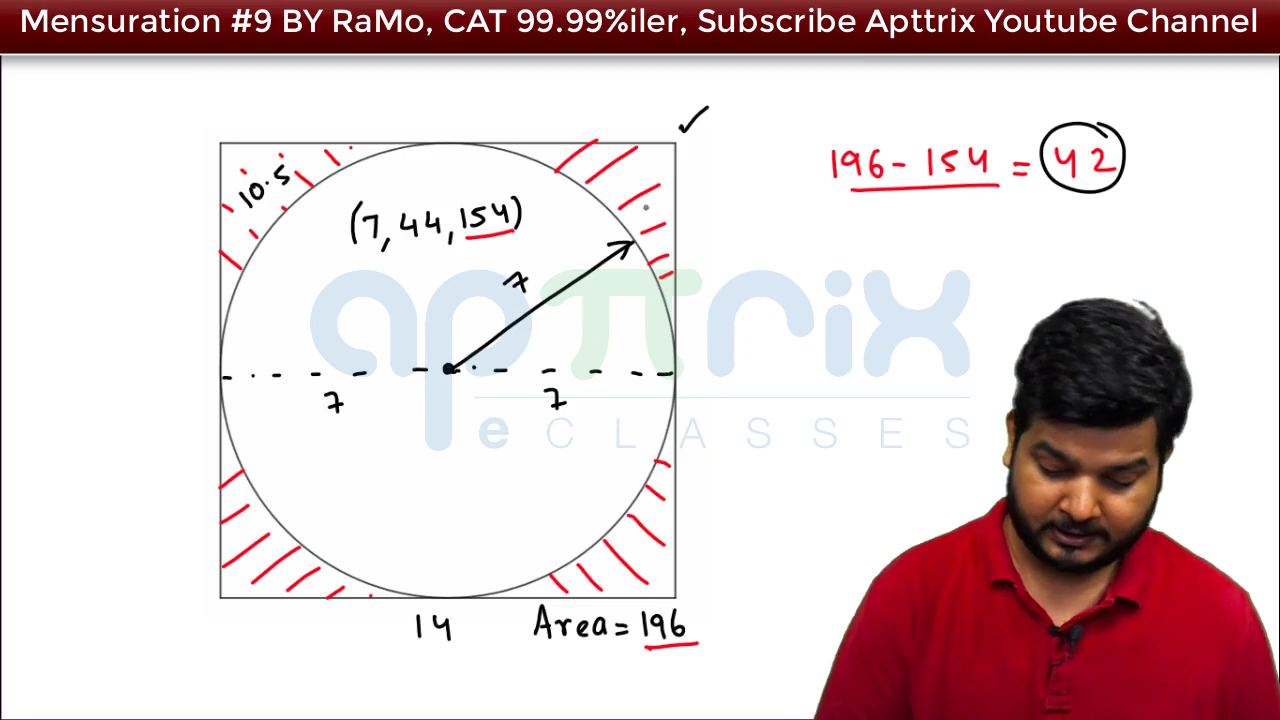 Mensuration #9 BY RaMo, CAT 99.99%iler, Subscribe Apttrix Youtube Channel
196 - 154 = 42
10.5
(7, 44, 154)
7
7 7
apπrix
eCLASSES
14 Area = 196